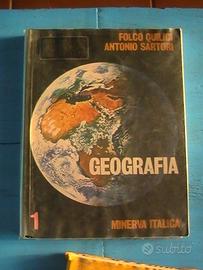 FOLCO QUILICI
ANTONIO SARTORI
GEOGRAFIA
1
MINERVA ITALICA
subito